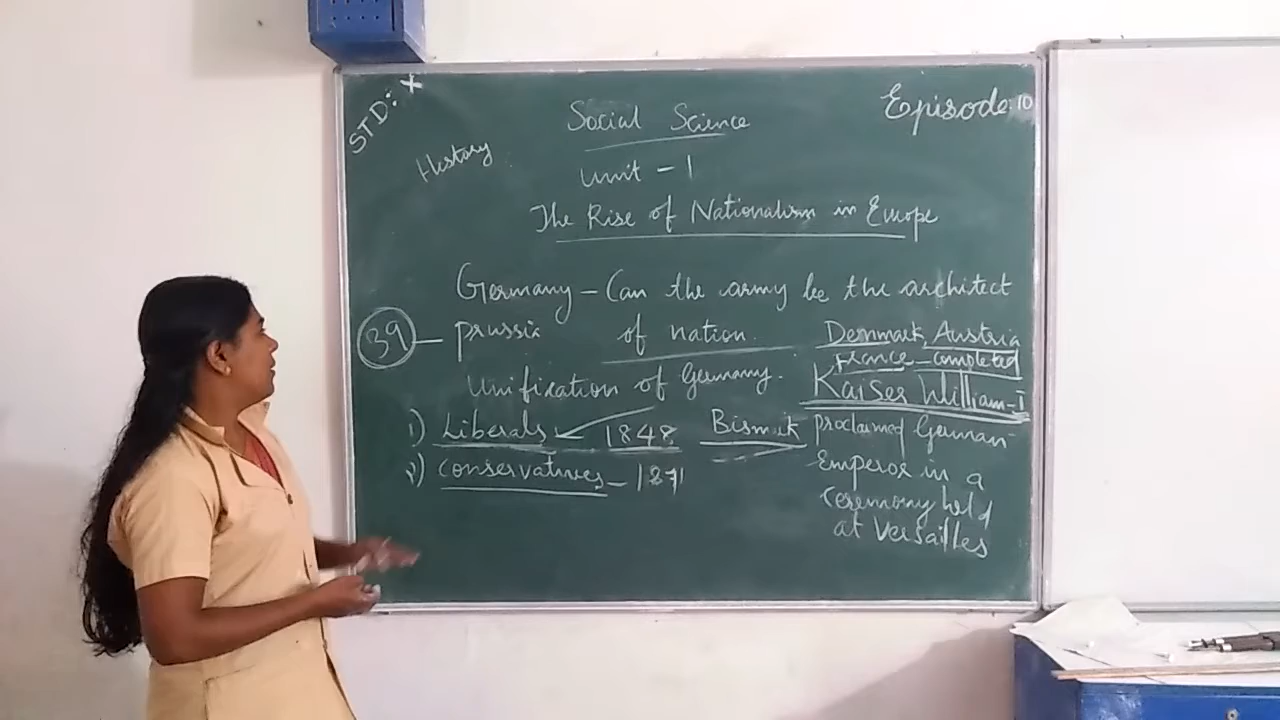 STD: X
Episode: 10
Social Science
History
Unit - 1
The Rise of Nationalism in Europe
Germany - Can the army be the architect
39 - prussia of nation.
Denmark, Austria
France - completed
Unification of Germany.
Kaiser William-I
i) Liberals 1848
Bismark
proclaimed German
ii) conservatives - 1871
Emperor in a
ceremony held
at Versailles